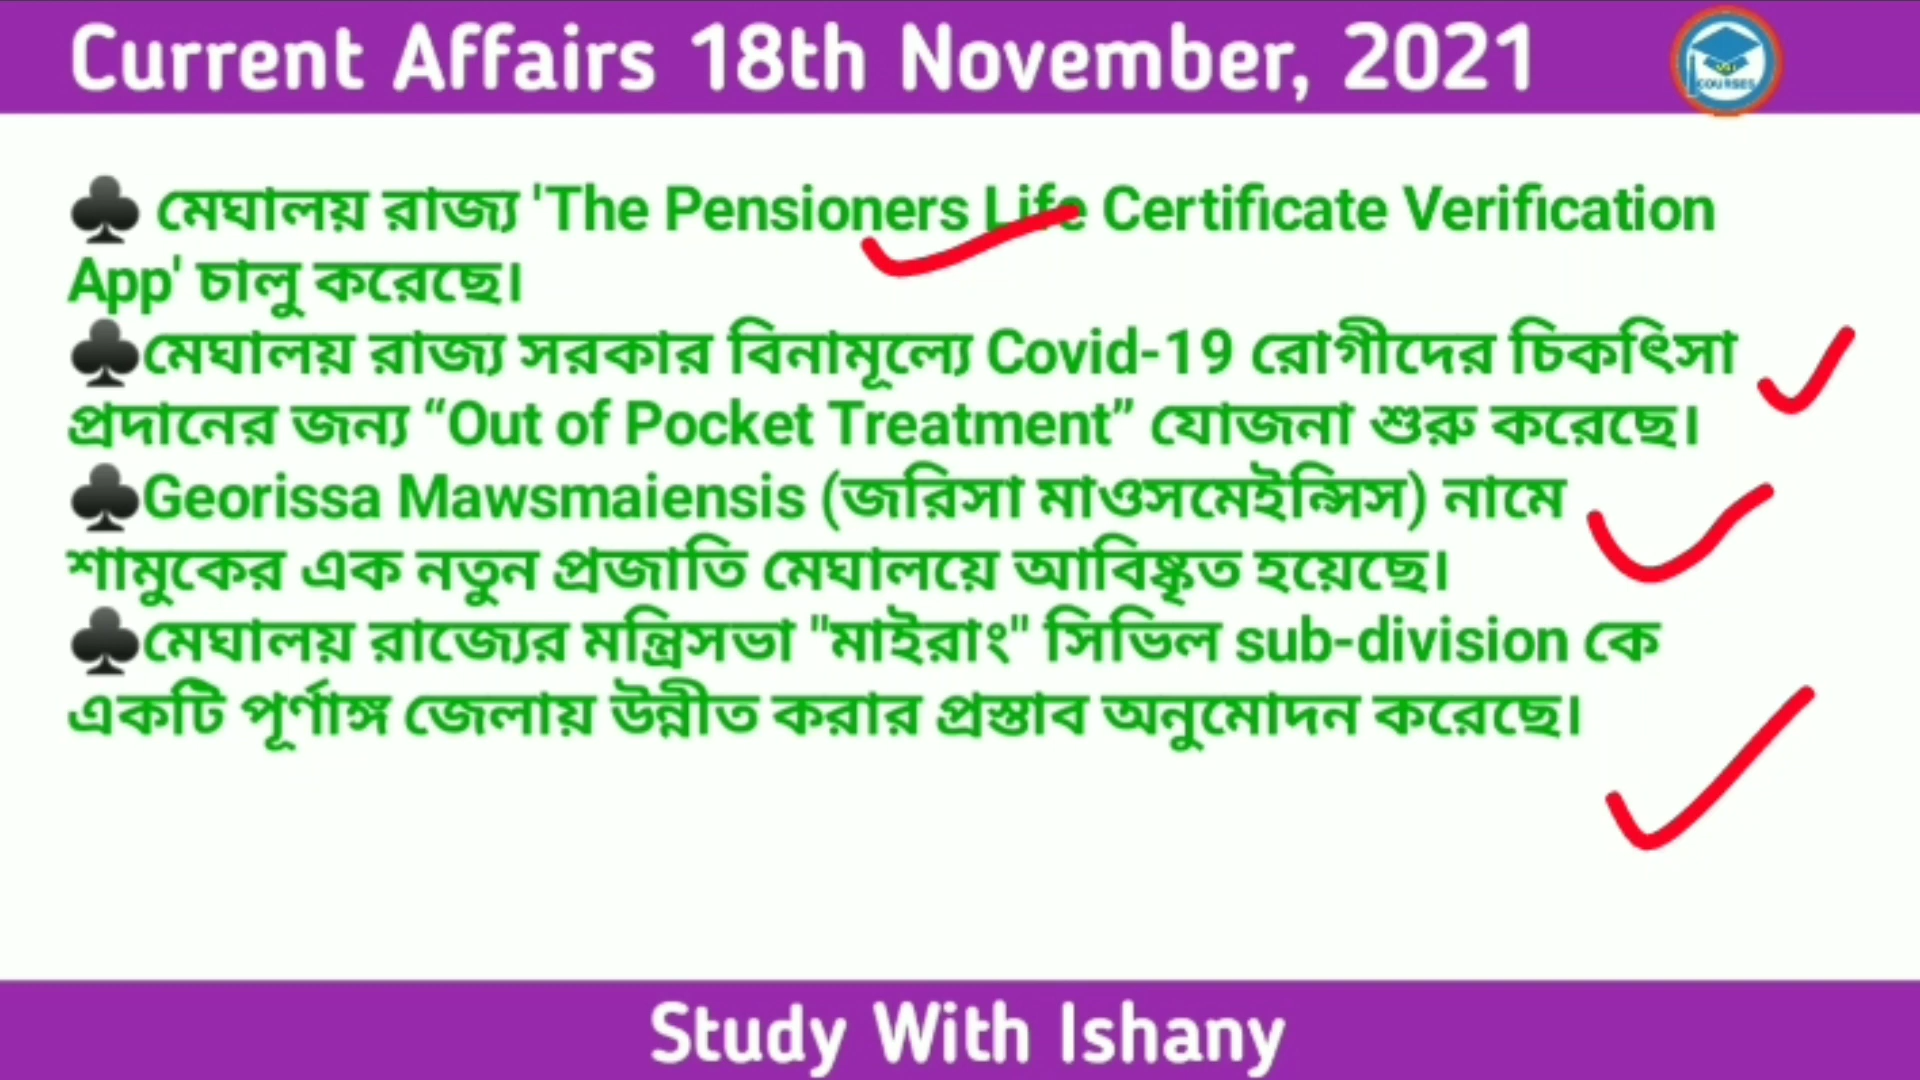 Current Affairs 18th November, 2021
COURSES
♣ মেঘালয় রাজ্য 'The Pensioners Life Certificate Verification
App' চালু করেছে।
♣মেঘালয় রাজ্য সরকার বিনামূল্যে Covid-19 রোগীদের চিকৎিসা
প্রদানের জন্য “Out of Pocket Treatment” যোজনা শুরু করেছে।
♣Georissa Mawsmaiensis (জরিসা মাওসমেইন্সিস) নামে
শামুকের এক নতুন প্রজাতি মেঘালয়ে আবিষ্কৃত হয়েছে।
♣মেঘালয় রাজ্যের মন্ত্রিসভা "মাইরাং" সিভিল sub-division কে
একটি পূর্ণাঙ্গ জেলায় উন্নীত করার প্রস্তাব অনুমোদন করেছে।
Study With Ishany